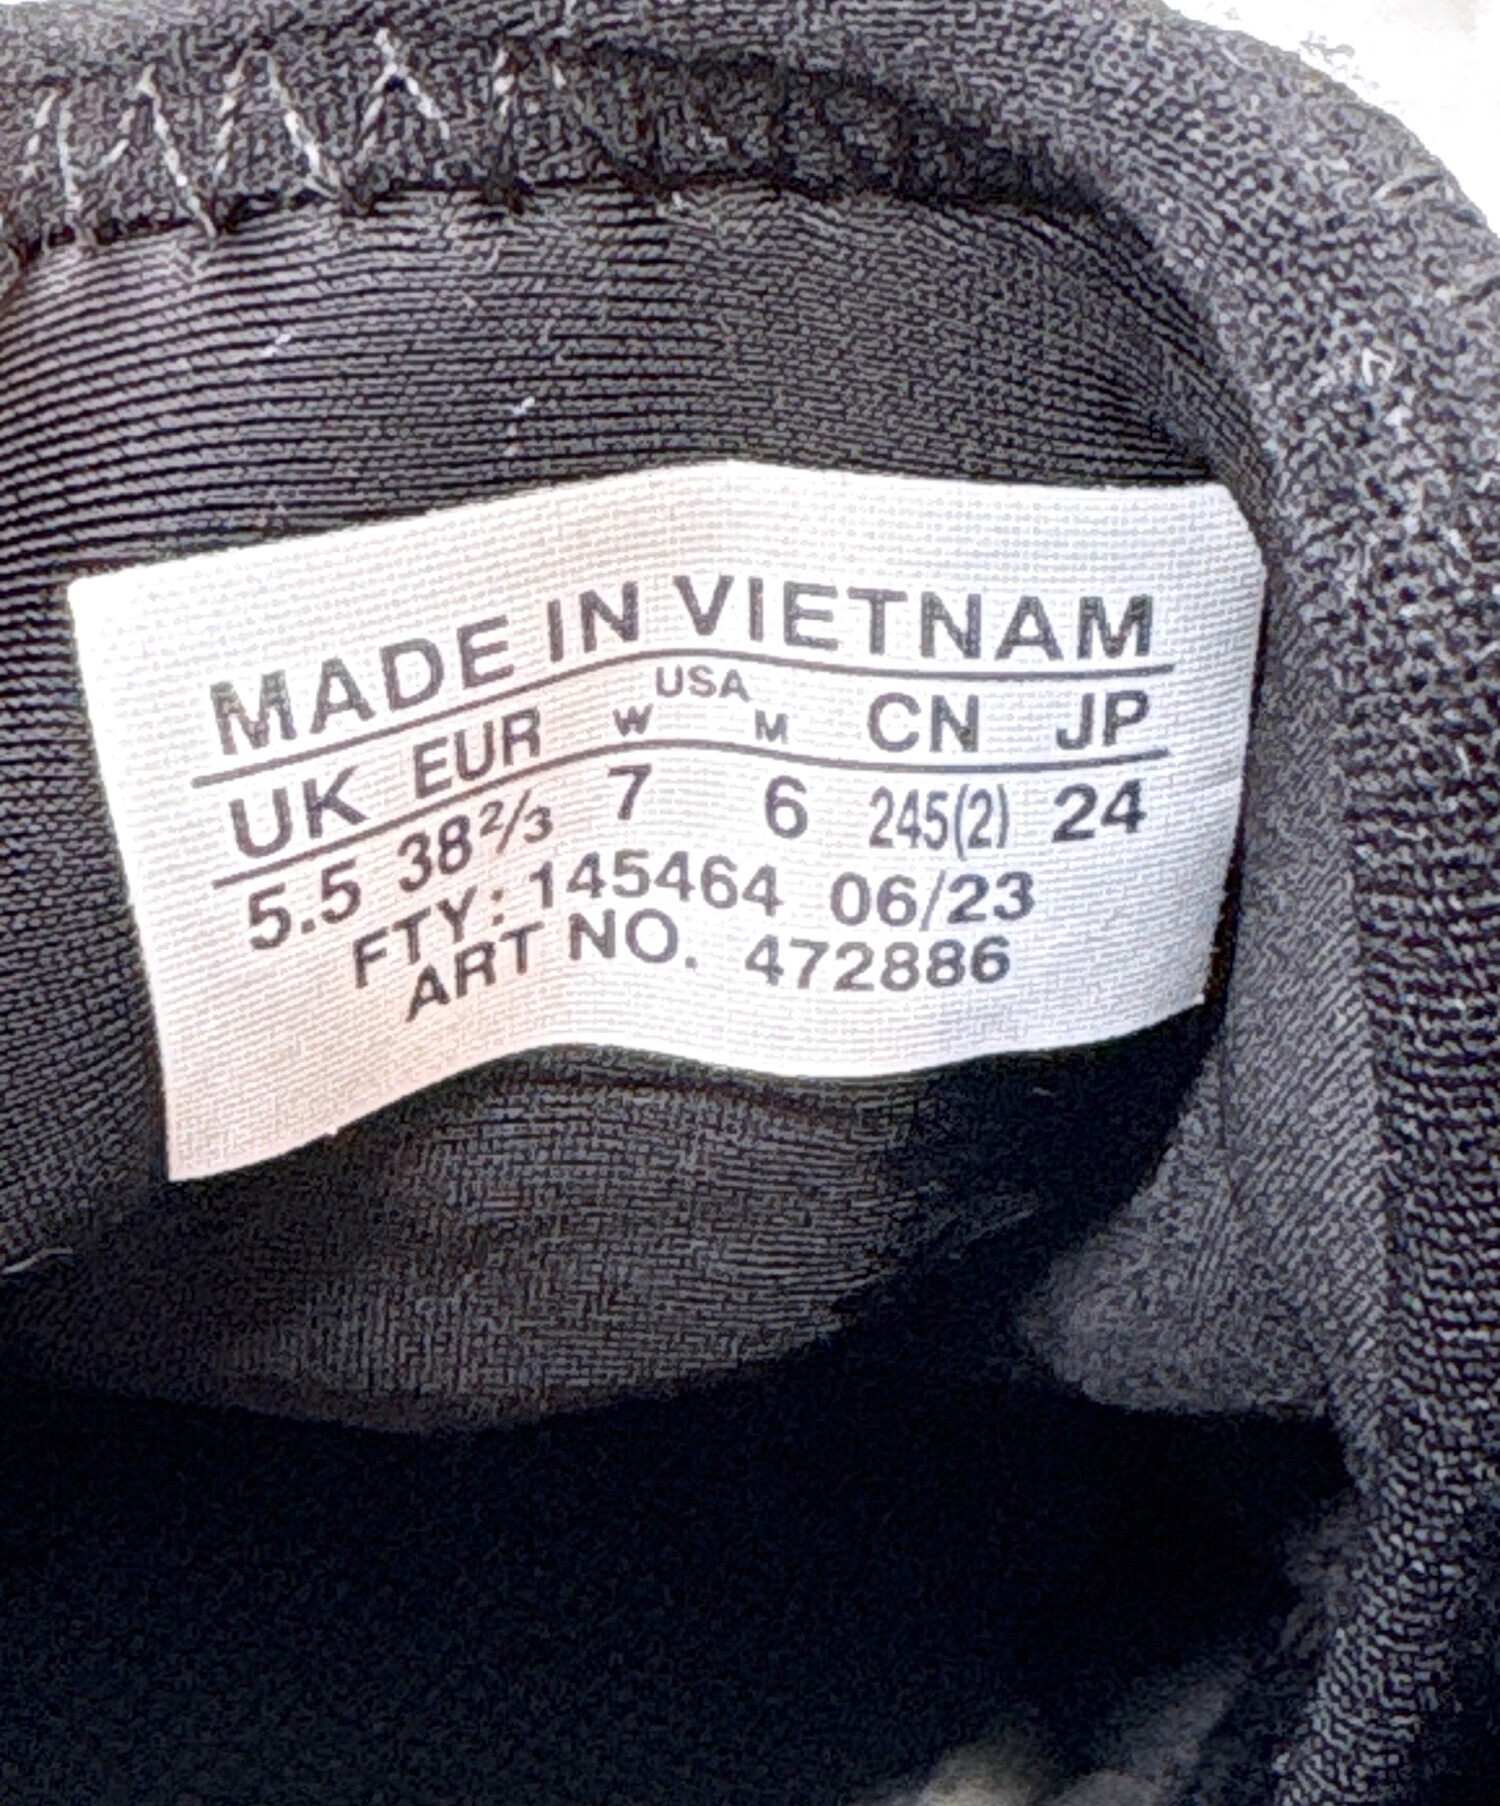 MADE IN VIETNAM
USA
UK EUR W M CN JP
5.5 38⅔ 7 6 245(2) 24
FTY: 145464 06/23
ART NO. 472886